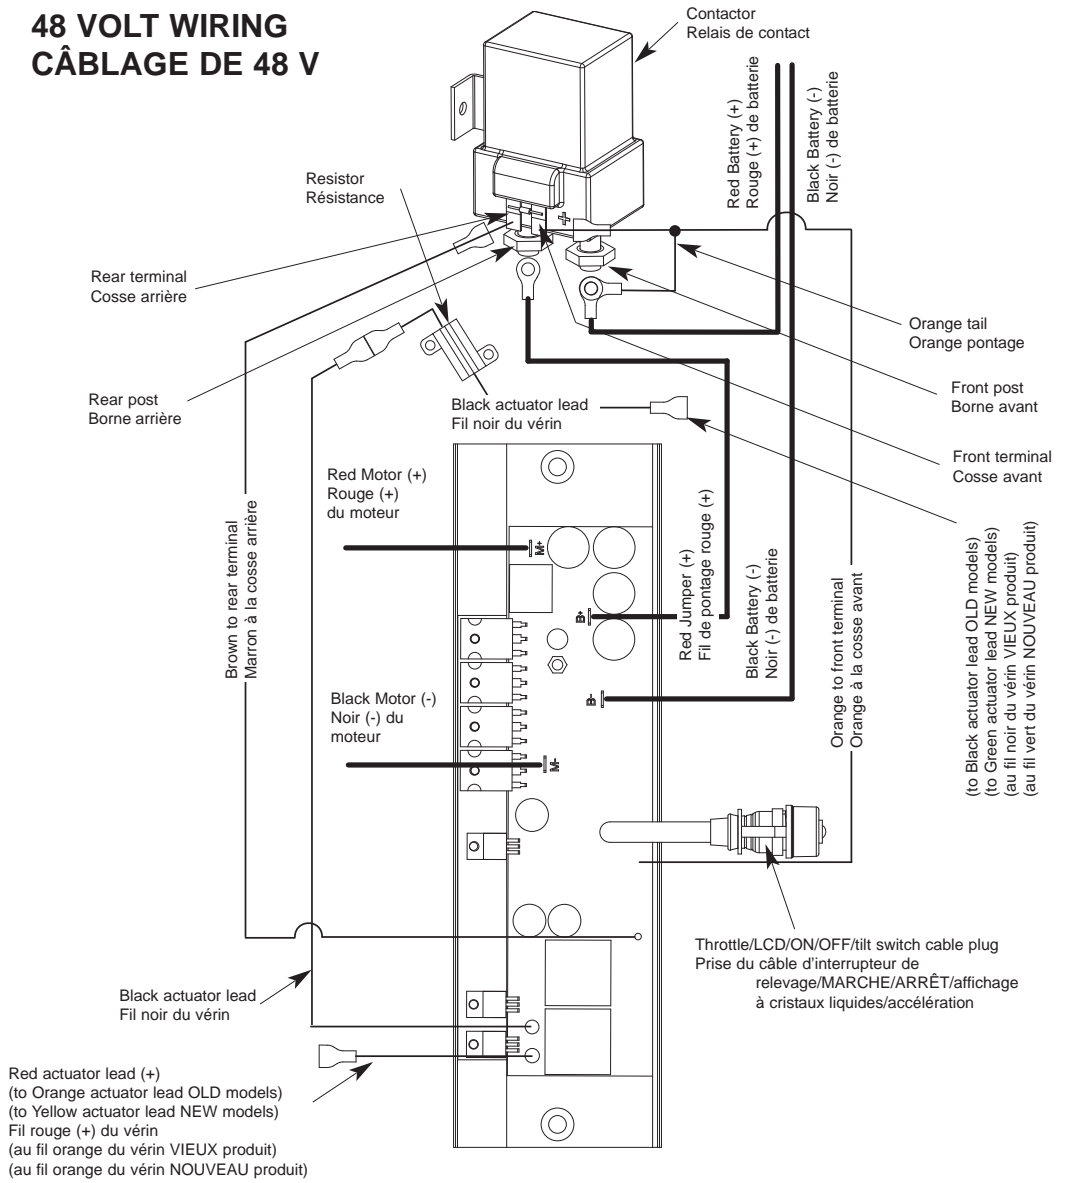 48 VOLT WIRING
CÂBLAGE DE 48 V
Contactor
Relais de contact
Red Battery (+)
Rouge (+) de batterie
Black Battery (-)
Noir (-) de batterie
Resistor
Résistance
+
Rear terminal
Cosse arrière
Orange tail
Orange pontage
Rear post
Borne arrière
Front post
Borne avant
Black actuator lead
Fil noir du vérin
Front terminal
Cosse avant
Red Motor (+)
Rouge (+)
du moteur
Brown to rear terminal
Marron à la cosse arrière
M+
B+
Red Jumper (+)
Fil de pontage rouge (+)
Black Battery (-)
Noir (-) de batterie
Orange to front terminal
Orange à la cosse avant
(to Black actuator lead OLD models)
(to Green actuator lead NEW models)
(au fil noir du vérin VIEUX produit)
(au fil vert du vérin NOUVEAU produit)
B-
Black Motor (-)
Noir (-) du
moteur
M-
Throttle/LCD/ON/OFF/tilt switch cable plug
Prise du câble d'interrupteur de
relevage/MARCHE/ARRÊT/affichage
à cristaux liquides/accélération
Black actuator lead
Fil noir du vérin
Red actuator lead (+)
(to Orange actuator lead OLD models)
(to Yellow actuator lead NEW models)
Fil rouge (+) du vérin
(au fil orange du vérin VIEUX produit)
(au fil orange du vérin NOUVEAU produit)